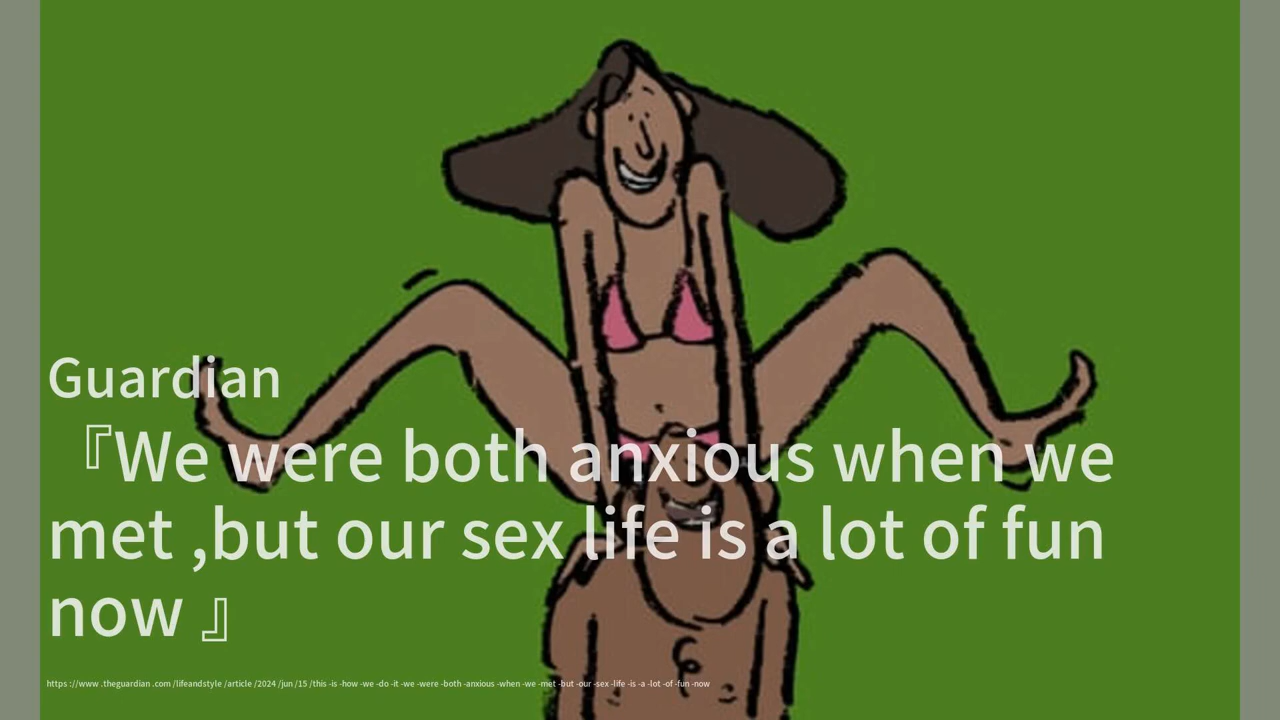 Guardian
『We were both anxious when we
met ,but our sex life is a lot of fun
now 』
https ://www .theguardian .com /lifeandstyle /article /2024 /jun /15 /this -is -how -we -do -it -we -were -both -anxious -when -we -met -but -our -sex -life -is -a -lot -of -fun -now